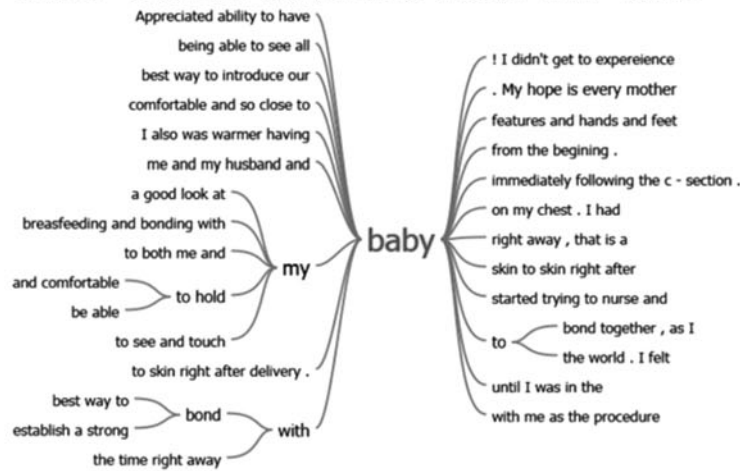 Appreciated ability to have
being able to see all
best way to introduce our
comfortable and so close to
I also was warmer having
me and my husband and
a good look at
breasfeeding and bonding with
to both me and
and comfortable
be able
to hold
to see and touch
my
to skin right after delivery .
best way to
establish a strong
bond
the time right away
with
baby
! I didn't get to expereience
. My hope is every mother
features and hands and feet
from the begining .
immediately following the c - section .
on my chest . I had
right away , that is a
skin to skin right after
started trying to nurse and
to
bond together , as I
the world . I felt
until I was in the
with me as the procedure